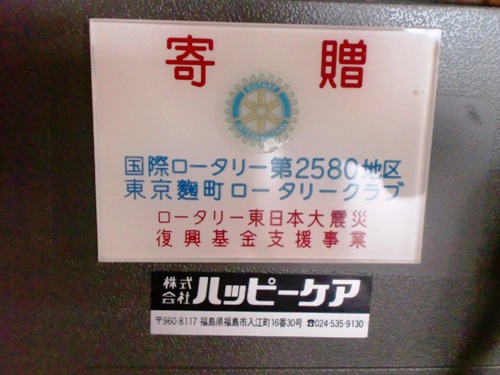 寄贈
ROTARY
INTERNATIONAL
国際ロータリー第2580地区
東京麴町ロータリークラブ
ロータリー東日本大震災
復興基金支援事業
株式会社ハッピーケア
〒960-8117 福島県福島市入江町16番30号 ☎024-535-9130